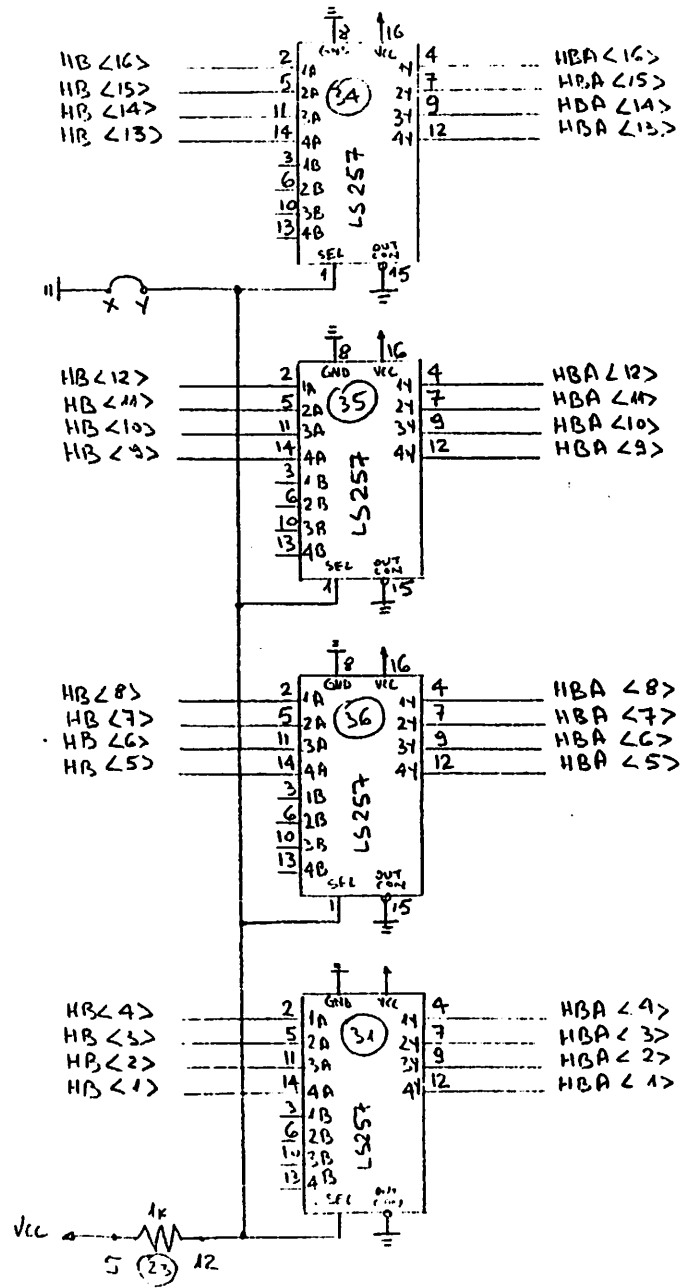 8 16
HB <16> 2 GND VCC 4 HBA <16>
HB <15> 5 1A 1Y 7 HBA <15>
HB <14> 11 2A 34 2Y 9 HBA <14>
HB <13> 14 3A 3Y 12 HBA <13>
4A 4Y
3 1B
6 2B
10 3B
13 4B
LS257
SEL OUT CON
1 15
X Y
8 16
HB <12> 2 GND VCC 4 HBA <12>
HB <11> 5 1A 35 1Y 7 HBA <11>
HB <10> 11 2A 2Y 9 HBA <10>
HB <9> 14 3A 3Y 12 HBA <9>
4A 4Y
3 1B
6 2B
10 3B
13 4B
LS257
SEL OUT CON
1 15
8 16
HB <8> 2 GND VCC 4 HBA <8>
HB <7> 5 1A 36 1Y 7 HBA <7>
HB <6> 11 2A 2Y 9 HBA <6>
HB <5> 14 3A 3Y 12 HBA <5>
4A 4Y
3 1B
6 2B
10 3B
13 4B
LS257
SEL OUT CON
1 15
HB <4> 2 GND VCC 4 HBA <4>
HB <3> 5 1A 31 1Y 7 HBA <3>
HB <2> 11 2A 2Y 9 HBA <2>
HB <1> 14 3A 3Y 12 HBA <1>
4A 4Y
3 1B
6 2B
10 3B
13 4B
LS257
SEL
1K
VCC 5 23 12